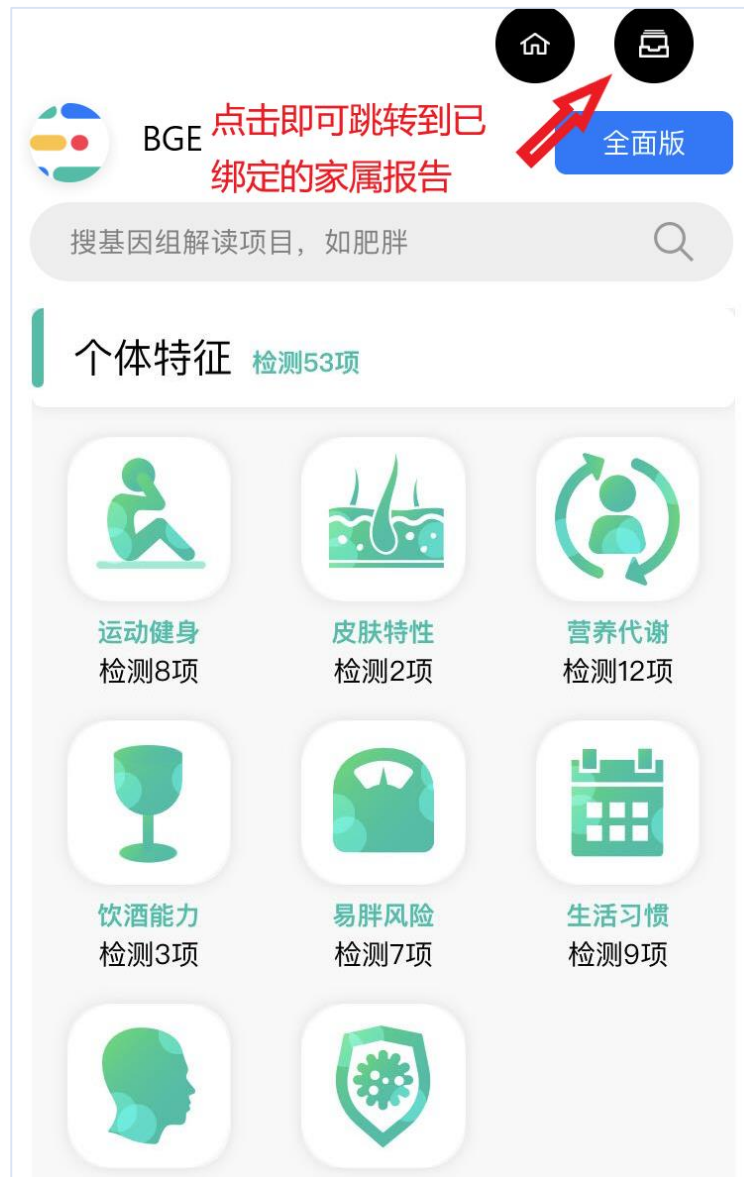 BGE
点击即可跳转到已
绑定的家属报告
全面版
搜基因组解读项目，如肥胖
个体特征 检测53项
运动健身 皮肤特性 营养代谢
检测8项 检测2项 检测12项
饮酒能力 易胖风险 生活习惯
检测3项 检测7项 检测9项